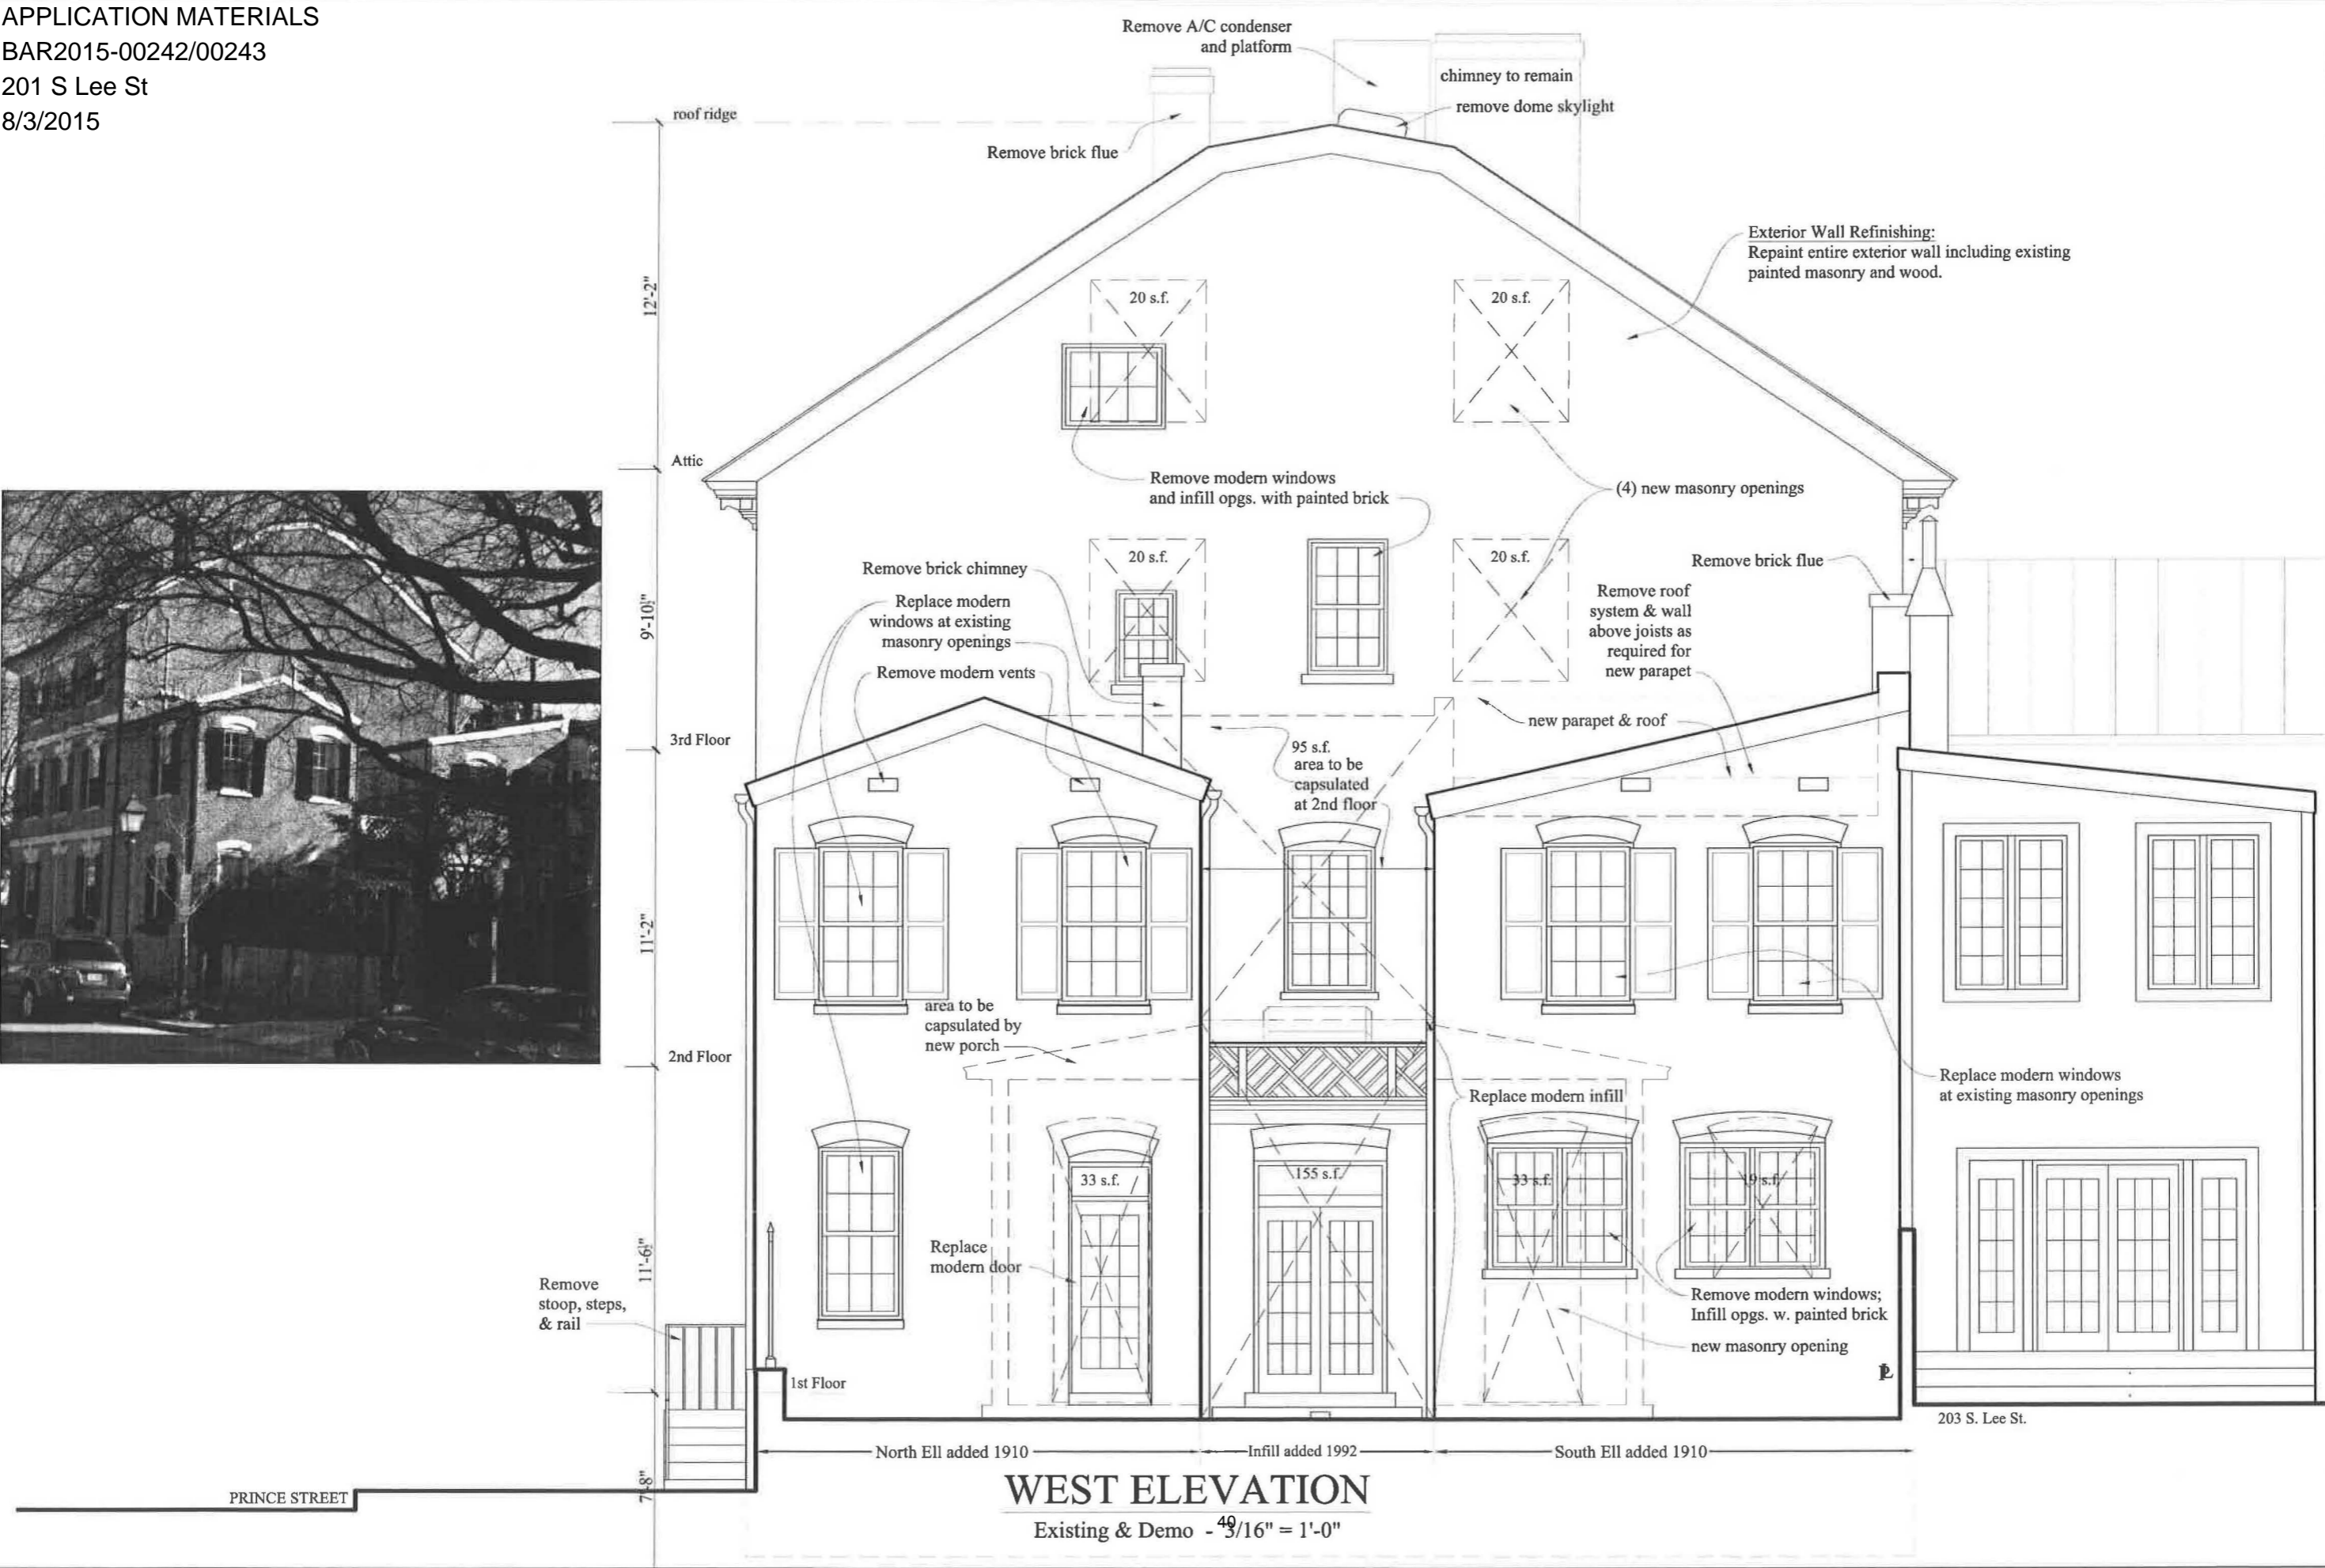 APPLICATION MATERIALS
BAR2015-00242/00243
201 S Lee St
8/3/2015
Remove A/C condenser
and platform
chimney to remain
remove dome skylight
roof ridge
Remove brick flue
Exterior Wall Refinishing:
Repaint entire exterior wall including existing
painted masonry and wood.
12'-2"
20 s.f.
20 s.f.
Attic
Remove modern windows
and infill opgs. with painted brick
(4) new masonry openings
20 s.f.
20 s.f.
Remove brick chimney
Remove brick flue
Replace modern
windows at existing
masonry openings
Remove roof
system & wall
above joists as
required for
new parapet
9'-10½"
Remove modern vents
new parapet & roof
3rd Floor
95 s.f.
area to be
capsulated
at 2nd floor
11'-2"
area to be
capsulated by
new porch
2nd Floor
Replace modern infill
Replace modern windows
at existing masonry openings
33 s.f.
155 s.f.
33 s.f.
19 s.f.
Replace
modern door
11'-6½"
Remove
stoop, steps,
& rail
Remove modern windows;
Infill opgs. w. painted brick
new masonry opening
1st Floor
PL
203 S. Lee St.
North Ell added 1910
Infill added 1992
South Ell added 1910
7'-8"
PRINCE STREET
WEST ELEVATION
Existing & Demo - 3/16" = 1'-0"
40